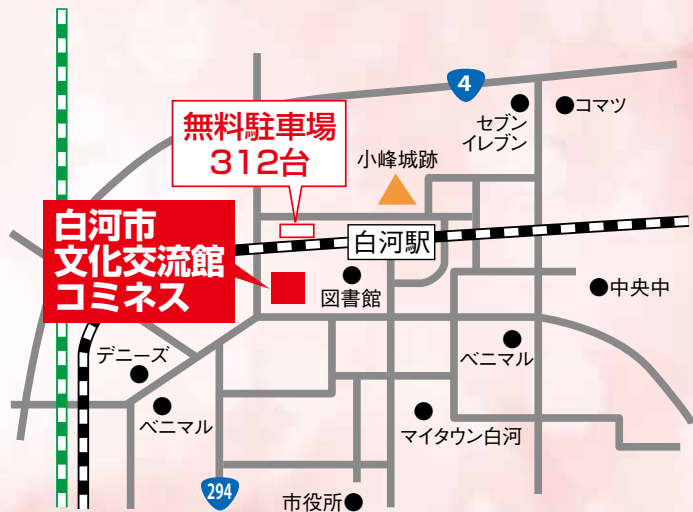 4
セブン
イレブン
コマツ
無料駐車場
312台
小峰城跡
白河市
文化交流館
コミネス
白河駅
図書館
中央中
デニーズ
ベニマル
ベニマル
マイタウン白河
294
市役所